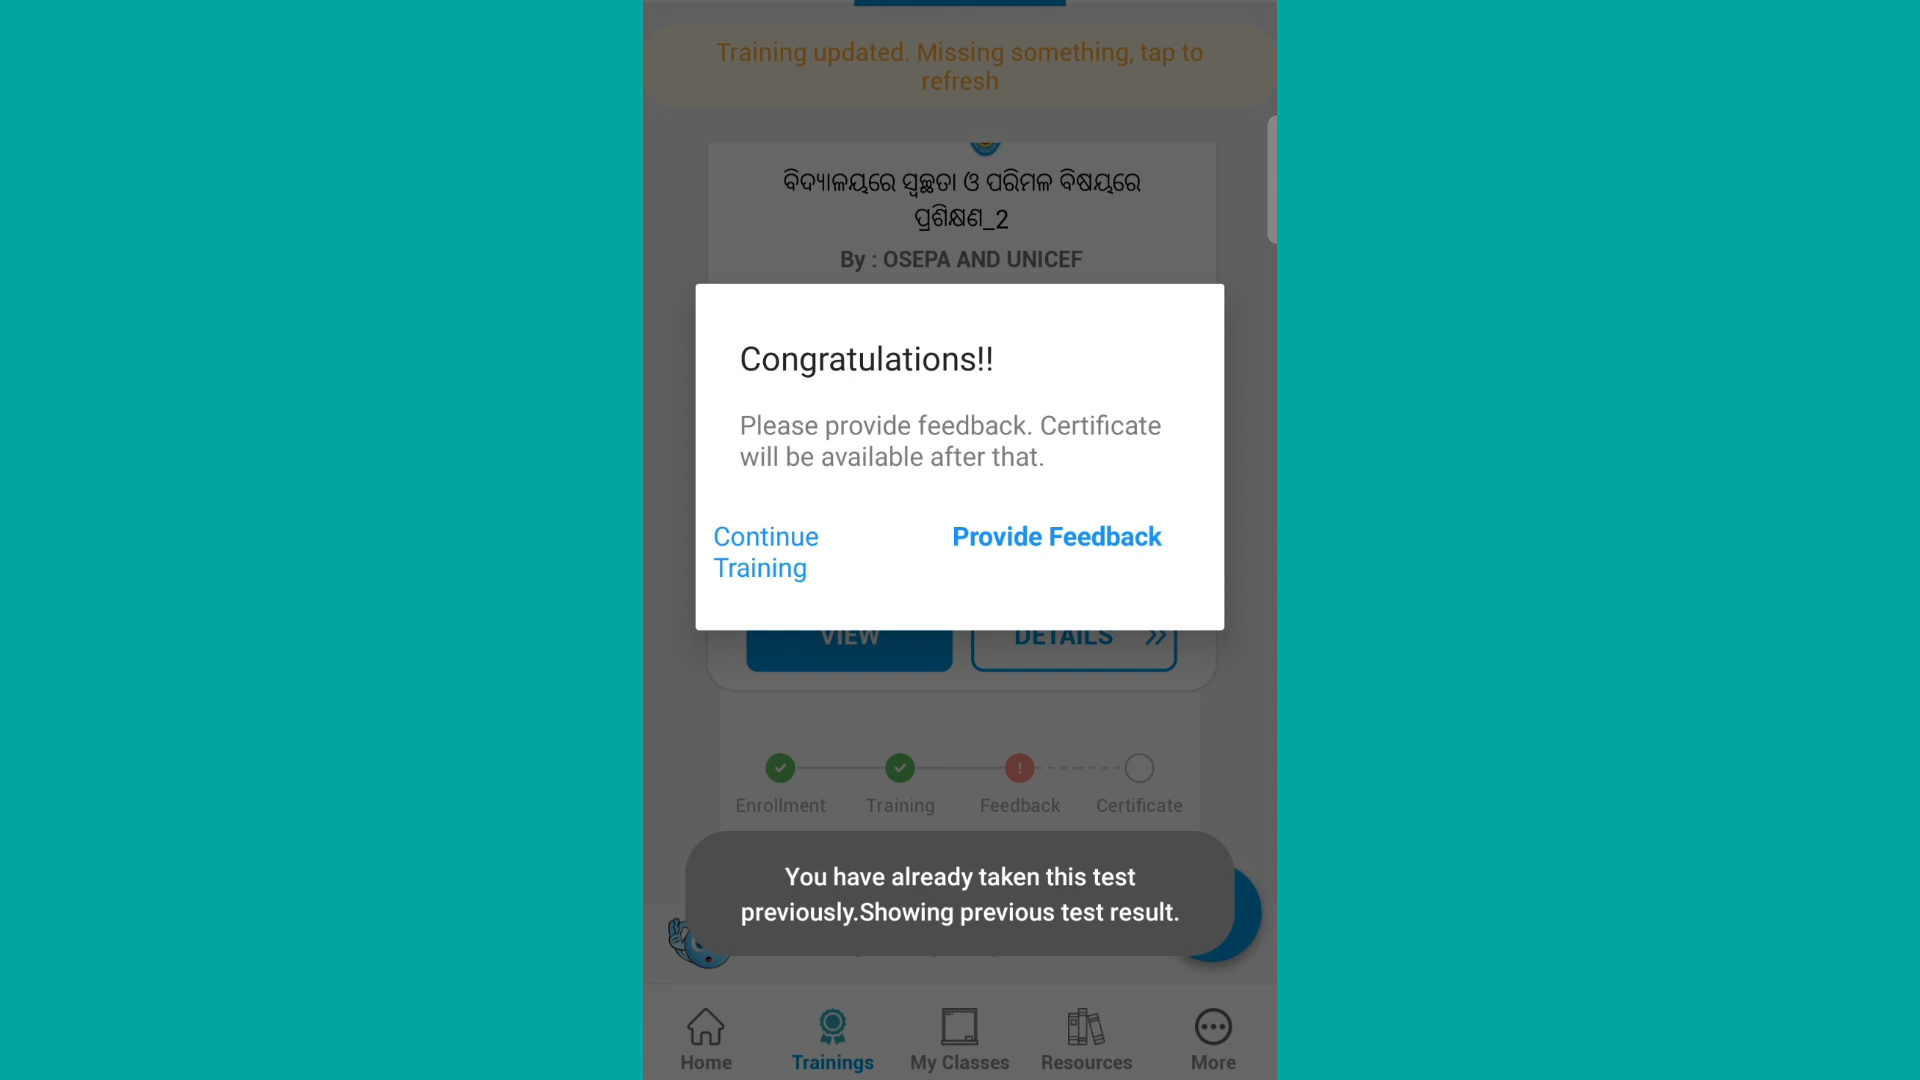 Training updated. Missing something, tap to
refresh
ବିଦ୍ୟାଳୟରେ ସ୍ୱଚ୍ଛତା ଓ ପରିମଳ ବିଷୟରେ
ପ୍ରଶିକ୍ଷଣ_2
By : OSEPA AND UNICEF
Congratulations!!
Please provide feedback. Certificate
will be available after that.
Continue
Training
Provide Feedback
VIEW
DETAILS
Enrollment
Training
Feedback
Certificate
You have already taken this test
previously.Showing previous test result.
Home
Trainings
My Classes
Resources
More